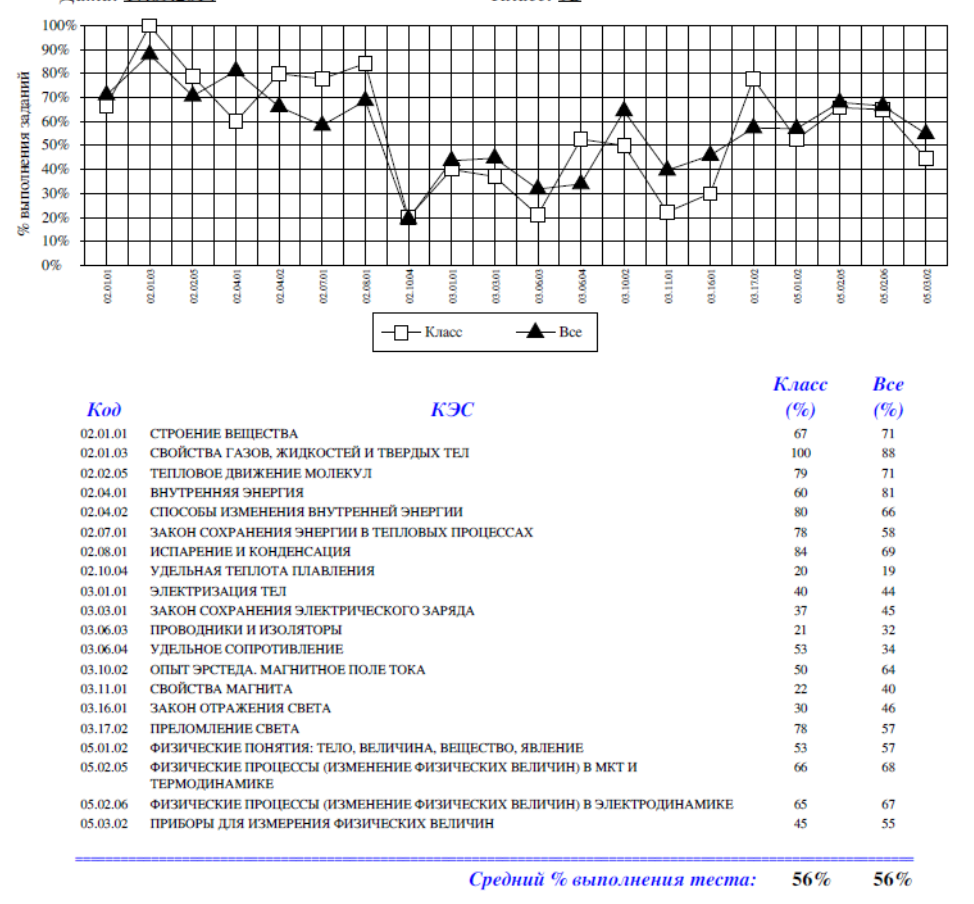 100%
90%
80%
70%
60%
50%
40%
30%
20%
10%
0%
% выполнения заданий
02.01.01
02.01.03
02.02.05
02.04.01
02.04.02
02.07.01
02.08.01
02.10.04
03.01.01
03.03.01
03.06.03
03.06.04
03.10.02
03.11.01
03.16.01
03.17.02
05.01.02
05.02.05
05.02.06
05.03.02
Класс Все
Класс Все
Код КЭС (%) (%)
02.01.01 СТРОЕНИЕ ВЕЩЕСТВА 67 71
02.01.03 СВОЙСТВА ГАЗОВ, ЖИДКОСТЕЙ И ТВЕРДЫХ ТЕЛ 100 88
02.02.05 ТЕПЛОВОЕ ДВИЖЕНИЕ МОЛЕКУЛ 79 71
02.04.01 ВНУТРЕННЯЯ ЭНЕРГИЯ 60 81
02.04.02 СПОСОБЫ ИЗМЕНЕНИЯ ВНУТРЕННЕЙ ЭНЕРГИИ 80 66
02.07.01 ЗАКОН СОХРАНЕНИЯ ЭНЕРГИИ В ТЕПЛОВЫХ ПРОЦЕССАХ 78 58
02.08.01 ИСПАРЕНИЕ И КОНДЕНСАЦИЯ 84 69
02.10.04 УДЕЛЬНАЯ ТЕПЛОТА ПЛАВЛЕНИЯ 20 19
03.01.01 ЭЛЕКТРИЗАЦИЯ ТЕЛ 40 44
03.03.01 ЗАКОН СОХРАНЕНИЯ ЭЛЕКТРИЧЕСКОГО ЗАРЯДА 37 45
03.06.03 ПРОВОДНИКИ И ИЗОЛЯТОРЫ 21 32
03.06.04 УДЕЛЬНОЕ СОПРОТИВЛЕНИЕ 53 34
03.10.02 ОПЫТ ЭРСТЕДА. МАГНИТНОЕ ПОЛЕ ТОКА 50 64
03.11.01 СВОЙСТВА МАГНИТА 22 40
03.16.01 ЗАКОН ОТРАЖЕНИЯ СВЕТА 30 46
03.17.02 ПРЕЛОМЛЕНИЕ СВЕТА 78 57
05.01.02 ФИЗИЧЕСКИЕ ПОНЯТИЯ: ТЕЛО, ВЕЛИЧИНА, ВЕЩЕСТВО, ЯВЛЕНИЕ 53 57
05.02.05 ФИЗИЧЕСКИЕ ПРОЦЕССЫ (ИЗМЕНЕНИЕ ФИЗИЧЕСКИХ ВЕЛИЧИН) В МКТ И 66 68
ТЕРМОДИНАМИКЕ
05.02.06 ФИЗИЧЕСКИЕ ПРОЦЕССЫ (ИЗМЕНЕНИЕ ФИЗИЧЕСКИХ ВЕЛИЧИН) В ЭЛЕКТРОДИНАМИКЕ 65 67
05.03.02 ПРИБОРЫ ДЛЯ ИЗМЕРЕНИЯ ФИЗИЧЕСКИХ ВЕЛИЧИН 45 55
Средний % выполнения теста: 56% 56%